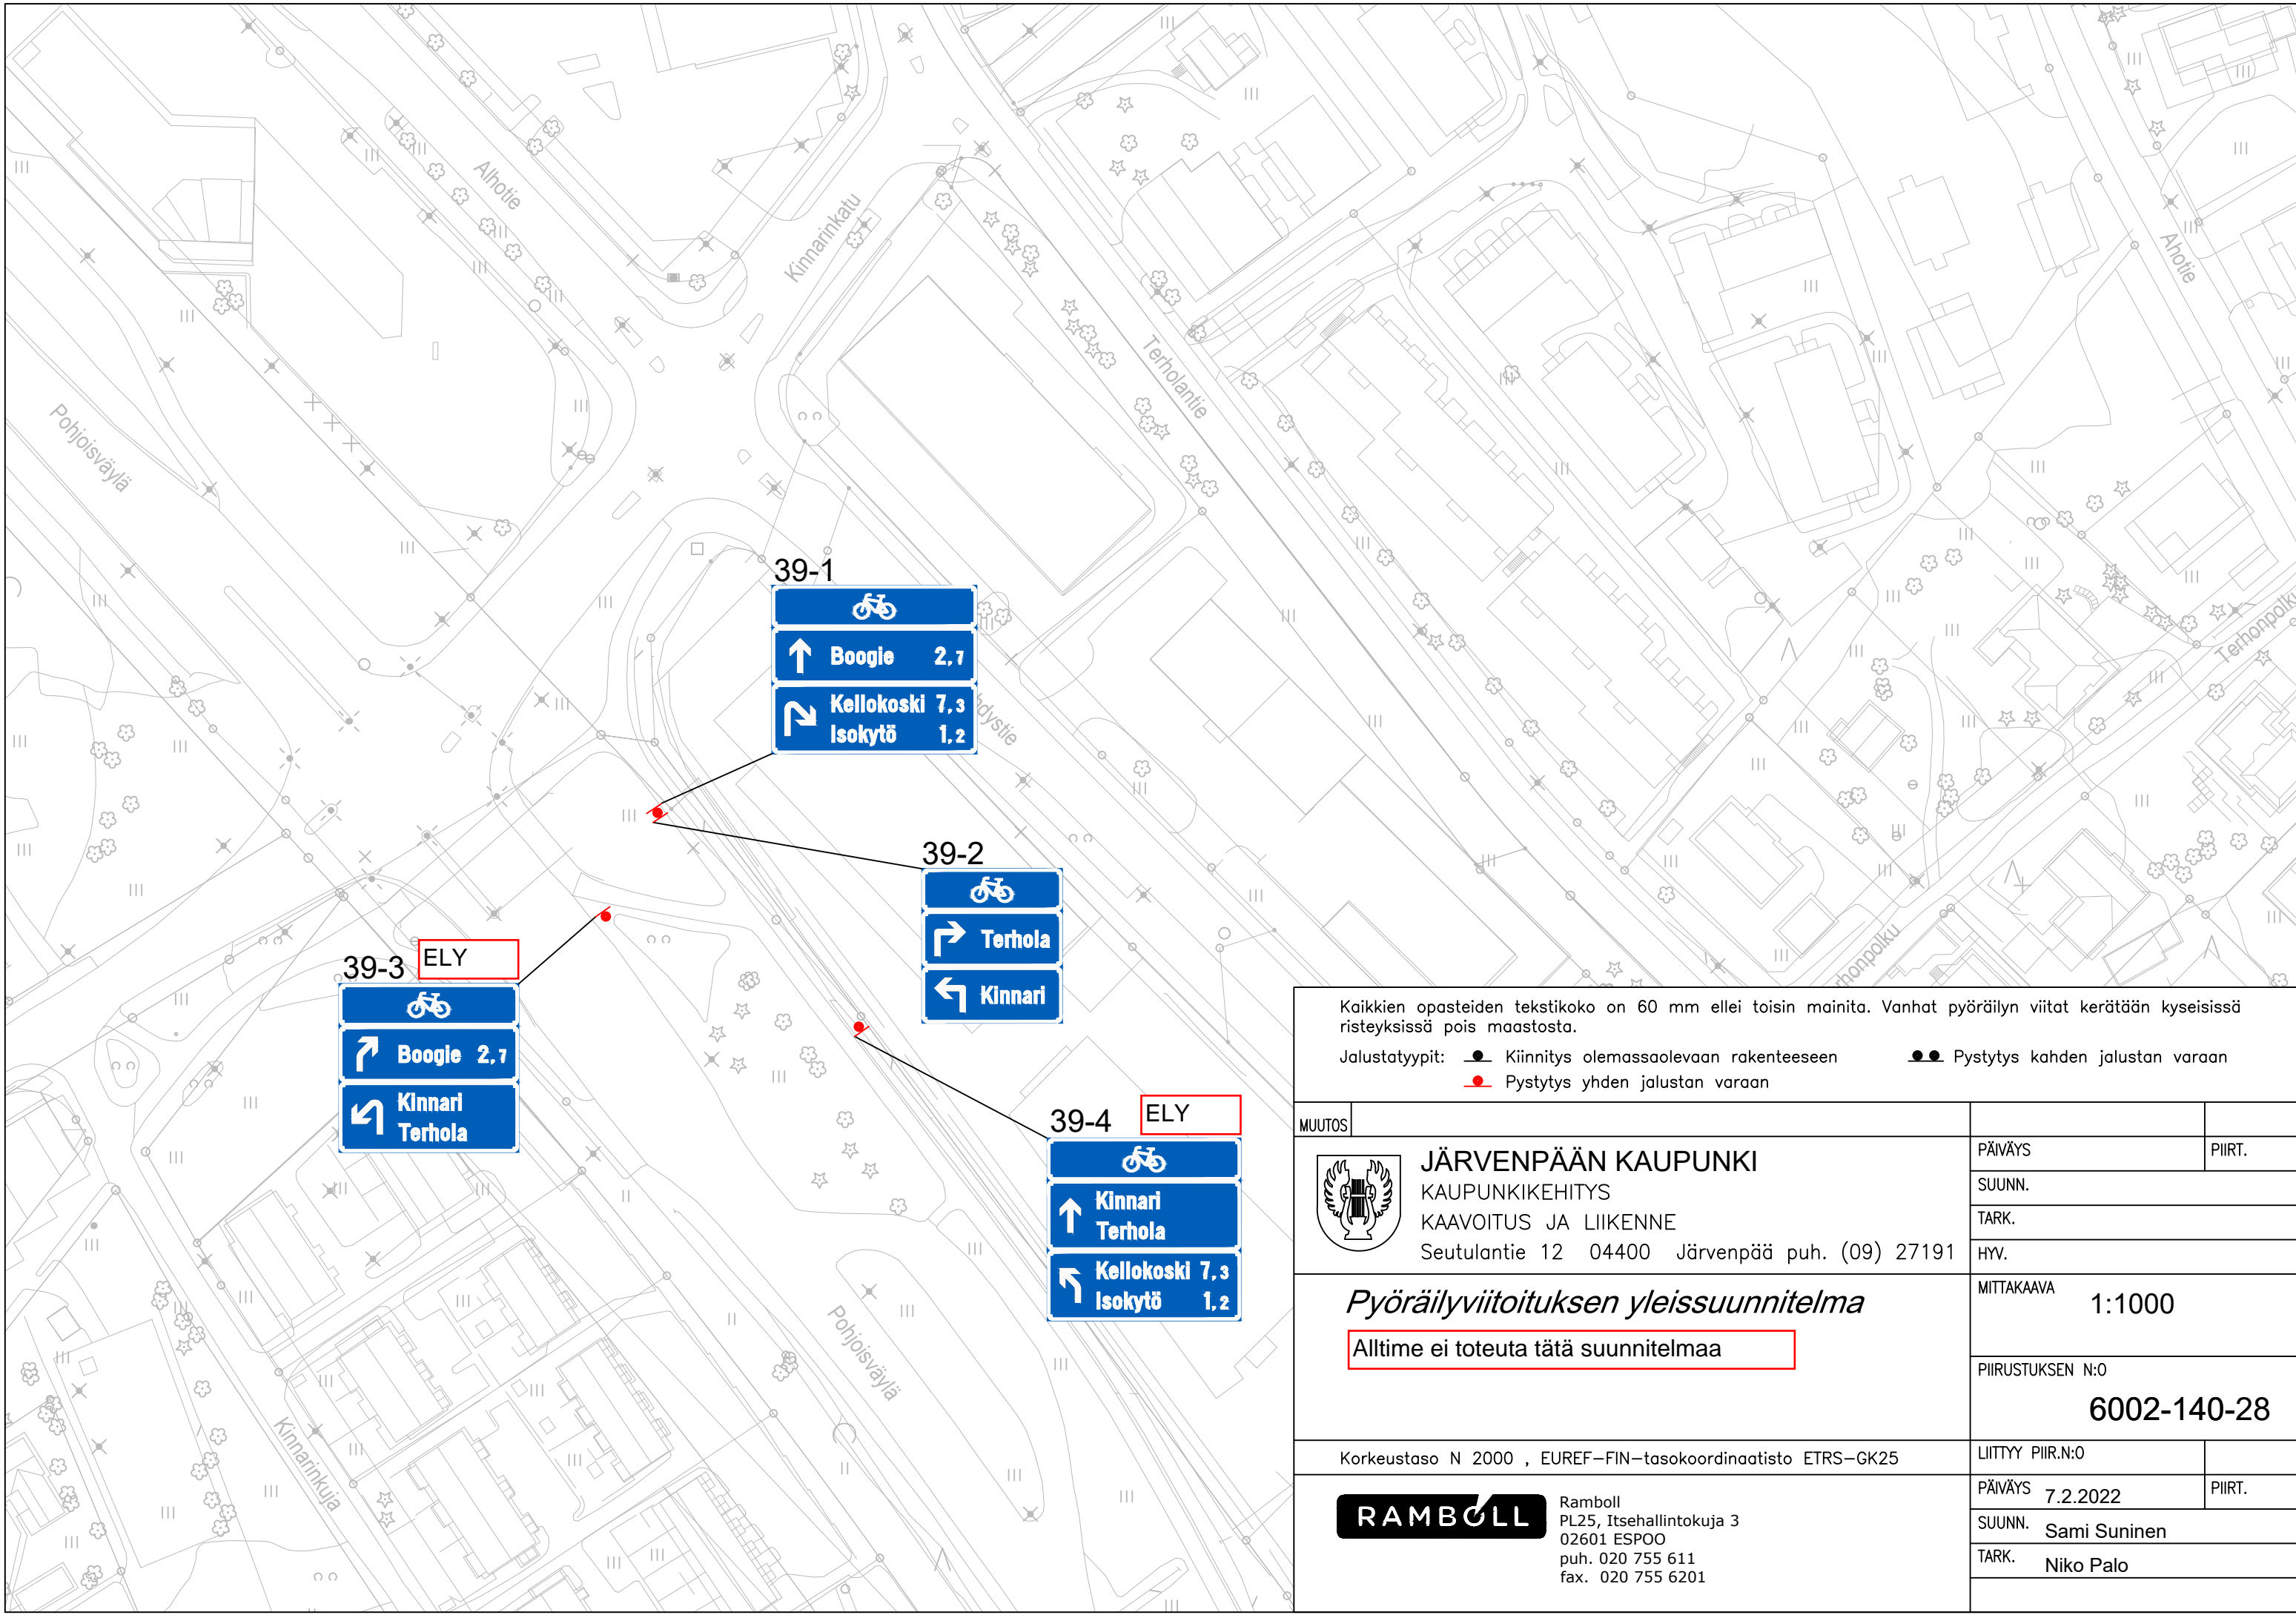 Alhotie
Kinnarinkatu
Ahotie
Terholantie
Pohjoisväylä
39-1
Boogie 2,7
Kellokoski 7,3
Isokytö 1,2
Terhonpolku
39-2
Terhola
Kinnari
39-3
ELY
Boogie 2,7
Kinnari
Terhola
39-4
ELY
Kinnari
Terhola
Kellokoski 7,3
Isokytö 1,2
Pohjoisväylä
Kinnarinkuja
Kaikkien opasteiden tekstikoko on 60 mm ellei toisin mainita. Vanhat pyöräilyn viitat kerätään kyseisissä
risteyksissä pois maastosta.
Jalustatyypit: Kiinnitys olemassaolevaan rakenteeseen Pystytys kahden jalustan varaan
Pystytys yhden jalustan varaan
MUUTOS
JÄRVENPÄÄN KAUPUNKI
KAUPUNKIKEHITYS
KAAVOITUS JA LIIKENNE
Seutulantie 12 04400 Järvenpää puh. (09) 27191
PÄIVÄYS PIIRT.
SUUNN.
TARK.
HYV.
Pyöräilyviitoituksen yleissuunnitelma
Alltime ei toteuta tätä suunnitelmaa
MITTAKAAVA 1:1000
PIIRUSTUKSEN N:O
6002-140-28
Korkeustaso N 2000 , EUREF-FIN-tasokoordinaatisto ETRS-GK25
LIITTYY PIIR.N:O
RAMBOLL
Ramboll
PL25, Itsehallintokuja 3
02601 ESPOO
puh. 020 755 611
fax. 020 755 6201
PÄIVÄYS 7.2.2022 PIIRT.
SUUNN. Sami Suninen
TARK. Niko Palo